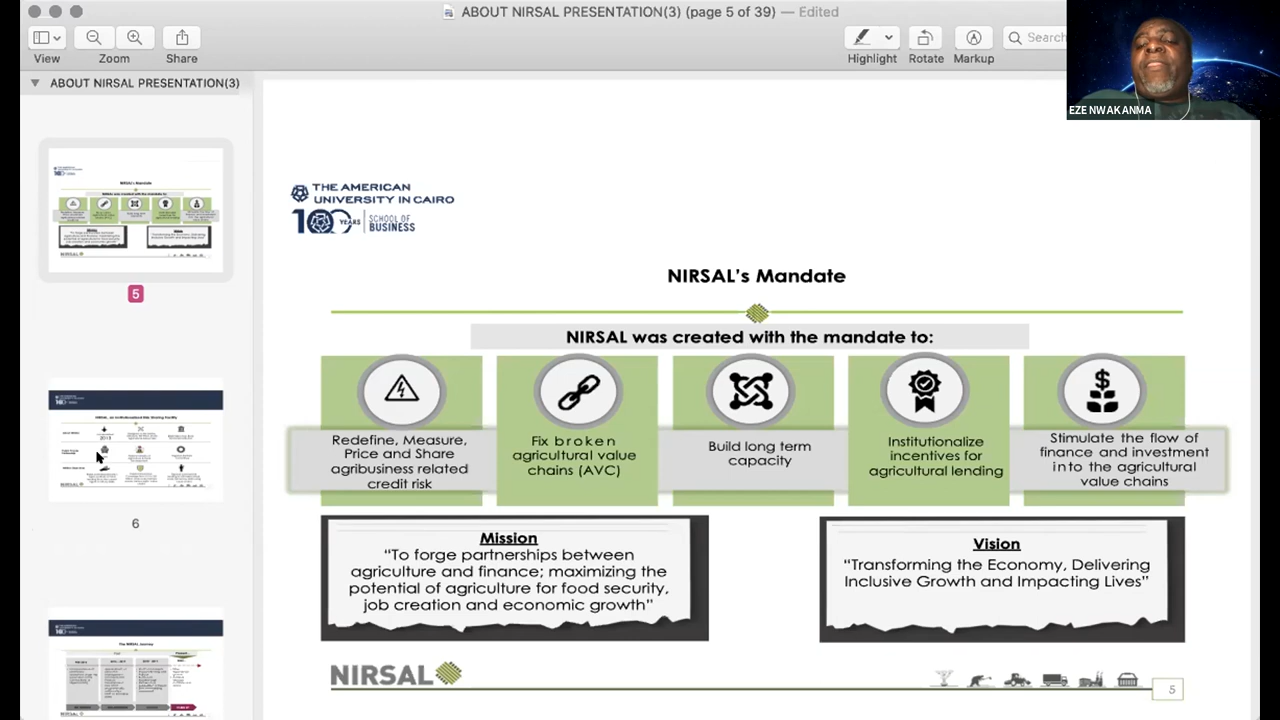 ABOUT NIRSAL PRESENTATION(3) (page 5 of 39) — Edited
View
Zoom
Share
Highlight
Rotate
Markup
Search
EZE NWAKANMA
ABOUT NIRSAL PRESENTATION(3)
5
6
THE AMERICAN
UNIVERSITY IN CAIRO
100 YEARS
SCHOOL OF
BUSINESS
NIRSAL's Mandate
NIRSAL was created with the mandate to:
Redefine, Measure,
Price and Share
agribusiness related
credit risk
Fix broken
agricultural value
chains (AVC)
Build long term
capacity
Institutionalize
incentives for
agricultural lending
Stimulate the flow of
finance and investment
into the agricultural
value chains
Mission
“To forge partnerships between
agriculture and finance; maximizing the
potential of agriculture for food security,
job creation and economic growth”
Vision
“Transforming the Economy, Delivering
Inclusive Growth and Impacting Lives”
NIRSAL
5